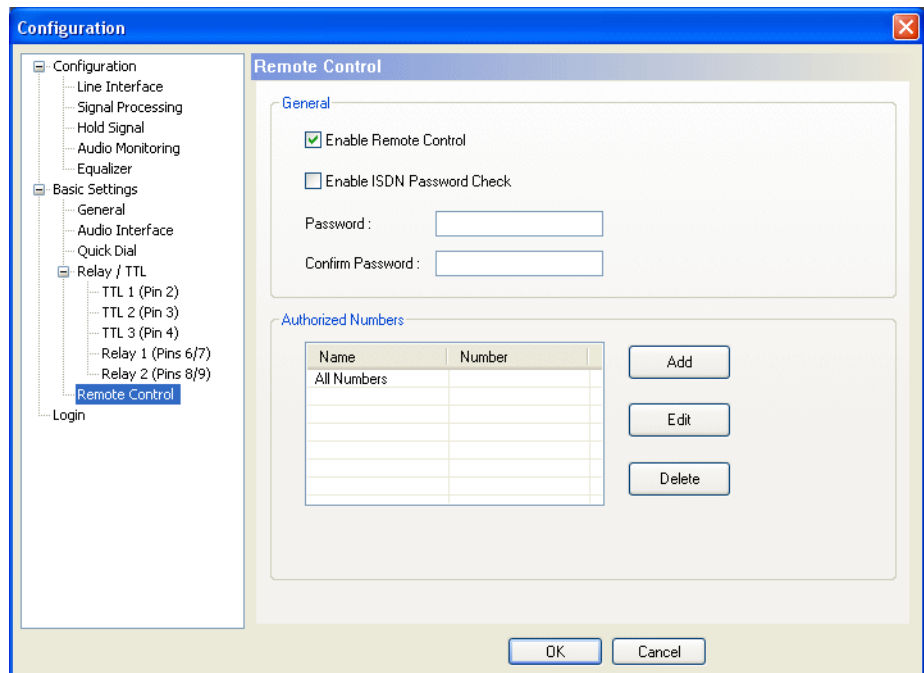 Configuration
Configuration
Line Interface
Signal Processing
Hold Signal
Audio Monitoring
Equalizer
Basic Settings
General
Audio Interface
Quick Dial
Relay / TTL
TTL 1 (Pin 2)
TTL 2 (Pin 3)
TTL 3 (Pin 4)
Relay 1 (Pins 6/7)
Relay 2 (Pins 8/9)
Remote Control
Login
Remote Control
General
Enable Remote Control
Enable ISDN Password Check
Password :
Confirm Password :
Authorized Numbers
Name Number
All Numbers
Add
Edit
Delete
OK Cancel